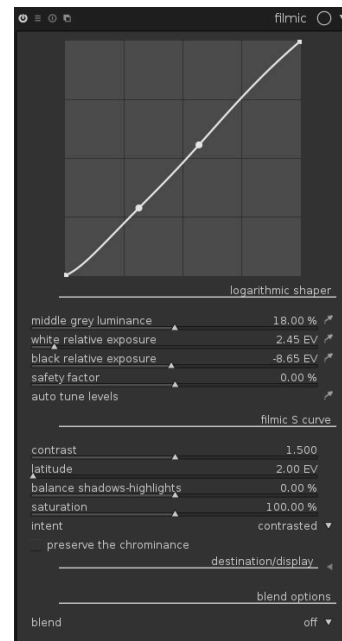 filmic
logarithmic shaper
middle grey luminance 18.00 %
white relative exposure 2.45 EV
black relative exposure -8.65 EV
safety factor 0.00 %
auto tune levels
filmic S curve
contrast 1.500
latitude 2.00 EV
balance shadows-highlights 0.00 %
saturation 100.00 %
intent contrasted
preserve the chrominance
destination/display
blend options
blend off